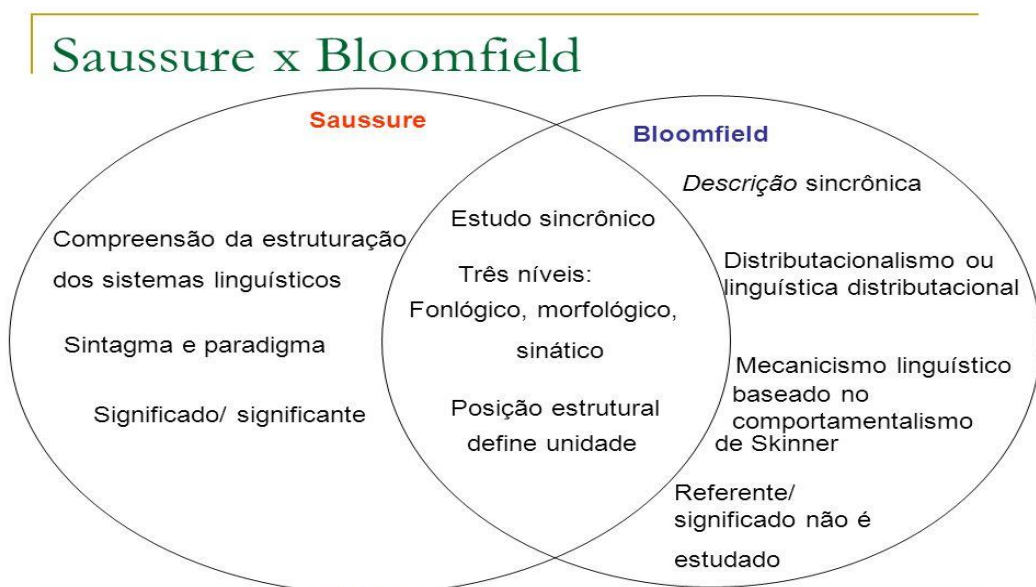 Saussure x Bloomfield
Saussure
Compreensão da estruturação
dos sistemas linguísticos
Sintagma e paradigma
Significado/ significante
Estudo sincrônico
Três níveis:
Fonlógico, morfológico,
sinático
Posição estrutural
define unidade
Bloomfield
Descrição sincrônica
Distributacionalismo ou
linguística distributacional
Mecanicismo linguístico
baseado no
comportamentalismo
de Skinner
Referente/
significado não é
estudado